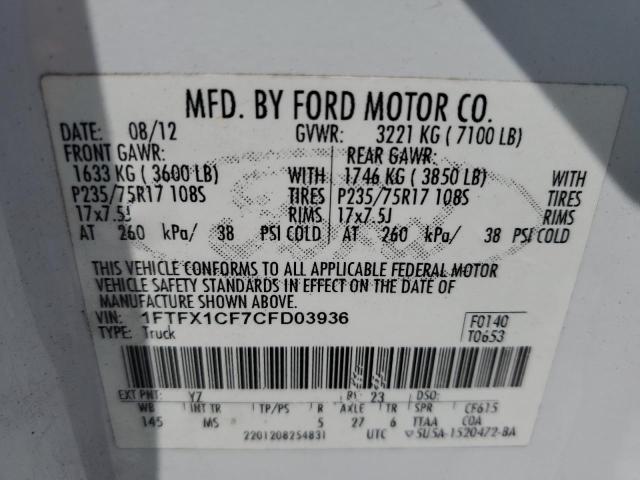 MFD. BY FORD MOTOR CO.
DATE: 08/12 GVWR: 3221 KG ( 7100 LB)
FRONT GAWR: REAR GAWR:
1633 KG ( 3600 LB) WITH 1746 KG ( 3850 LB) WITH
P235/75R17 108S TIRES P235/75R17 108S TIRES
17x7.5J RIMS 17x7.5J RIMS
AT 260 kPa/ 38 PSI COLD AT 260 kPa/ 38 PSI COLD
THIS VEHICLE CONFORMS TO ALL APPLICABLE FEDERAL MOTOR
VEHICLE SAFETY STANDARDS IN EFFECT ON THE DATE OF
MANUFACTURE SHOWN ABOVE.
VIN: 1FTFX1CF7CFD03936 F0140
TYPE: Truck T0653
EXT PNT: YZ RV: 23 DSO:
WB INT TR TP/PS R AXLE TR SPR CF615
145 MS 5 27 6 TTAA COA
2201208254831 UTC 5USA-1520472-BA